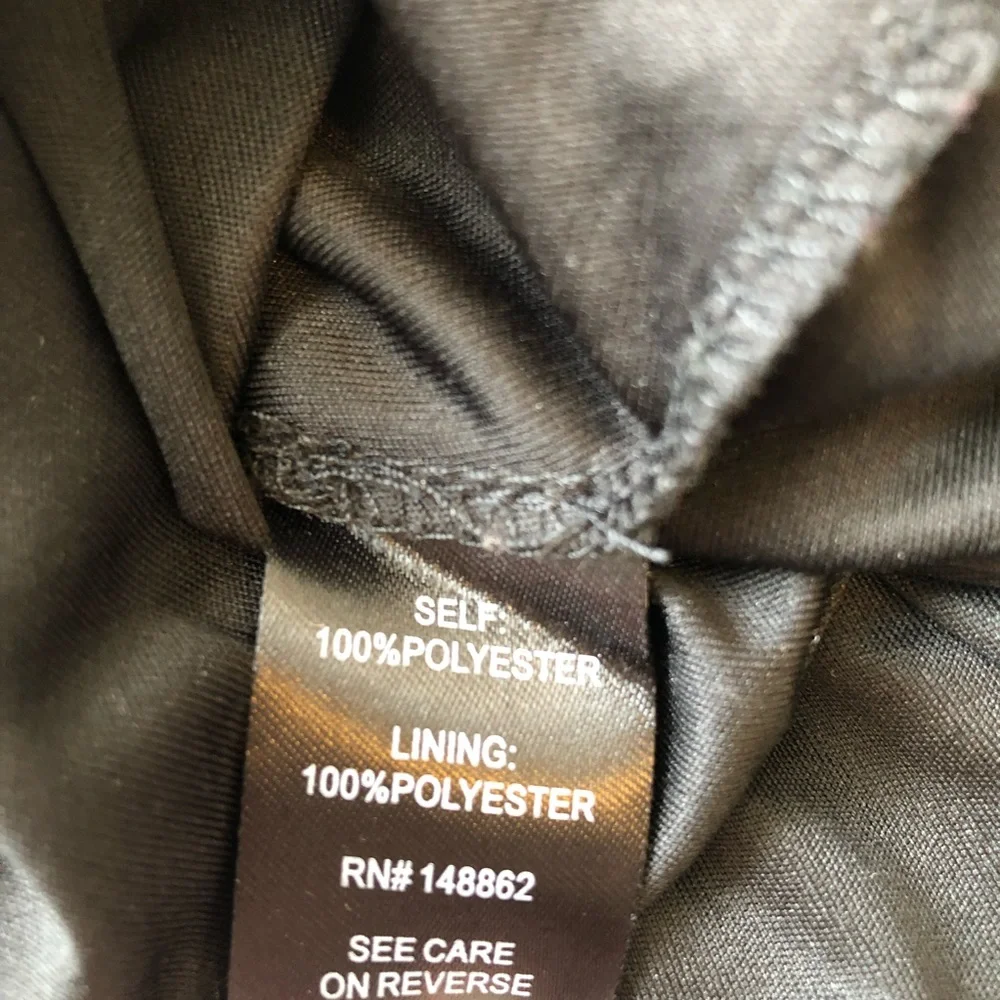 SELF:
100%POLYESTER
LINING:
100%POLYESTER
RN# 148862
SEE CARE
ON REVERSE